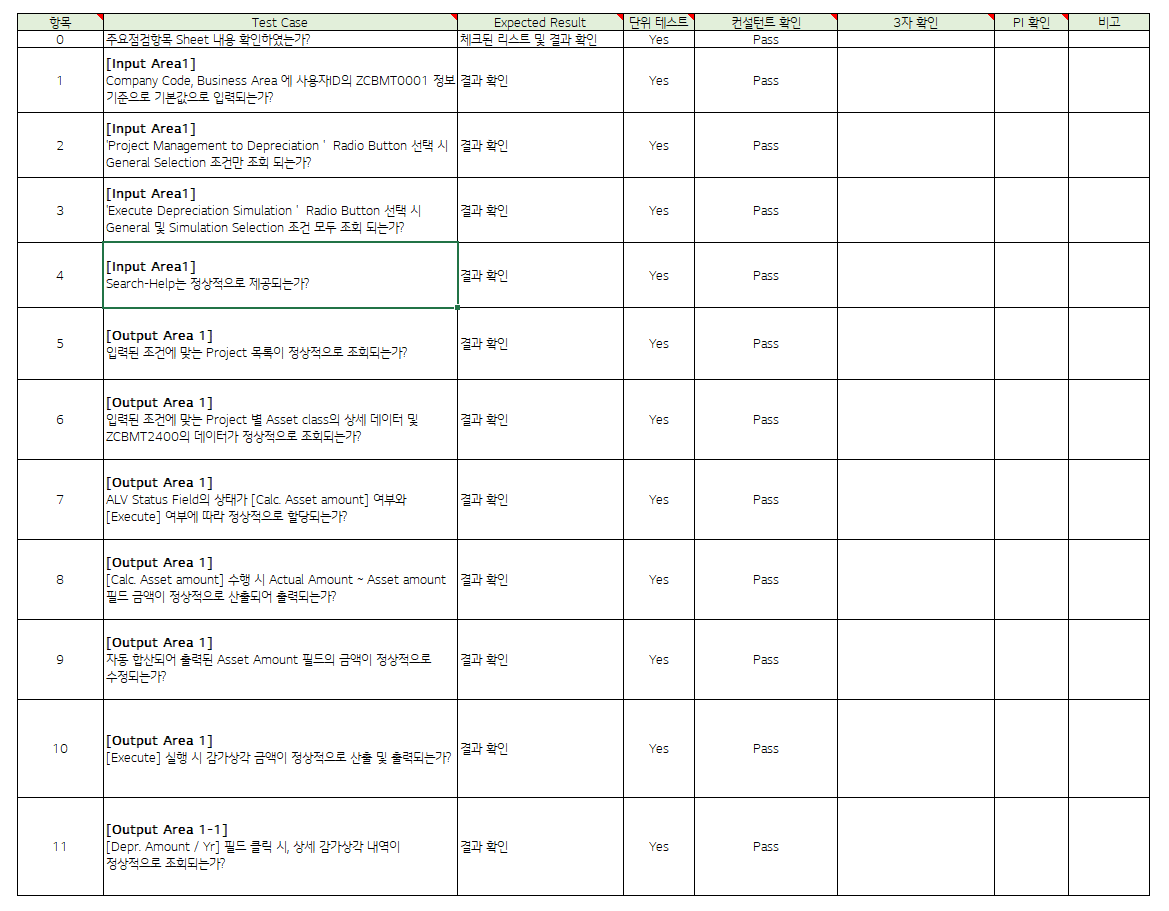 항목 Test Case Expected Result 단위 테스트 컨설턴트 확인 3자 확인 PI 확인 비고
0 주요점검항목 Sheet 내용 확인하였는가? 체크된 리스트 및 결과 확인 Yes Pass
[Input Area1]
1 Company Code, Business Area 에 사용자ID의 ZCBMT0001 정보 결과 확인 Yes Pass
기준으로 기본값으로 입력되는가?
[Input Area1]
2 'Project Management to Depreciation ' Radio Button 선택 시 결과 확인 Yes Pass
General Selection 조건만 조회 되는가?
[Input Area1]
3 'Execute Depreciation Simulation ' Radio Button 선택 시 결과 확인 Yes Pass
General 및 Simulation Selection 조건 모두 조회 되는가?
[Input Area1]
4 Search-Help는 정상적으로 제공되는가? 결과 확인 Yes Pass
[Output Area 1]
5 입력된 조건에 맞는 Project 목록이 정상적으로 조회되는가? 결과 확인 Yes Pass
[Output Area 1]
6 입력된 조건에 맞는 Project 별 Asset class의 상세 데이터 및 결과 확인 Yes Pass
ZCBMT2400의 데이터가 정상적으로 조회되는가?
[Output Area 1]
7 ALV Status Field의 상태가 [Calc. Asset amount] 여부와 결과 확인 Yes Pass
[Execute] 여부에 따라 정상적으로 할당되는가?
[Output Area 1]
8 [Calc. Asset amount] 수행 시 Actual Amount ~ Asset amount 결과 확인 Yes Pass
필드 금액이 정상적으로 산출되어 출력되는가?
[Output Area 1]
9 자동 합산되어 출력된 Asset Amount 필드의 금액이 정상적으로 결과 확인 Yes Pass
수정되는가?
[Output Area 1]
10 [Execute] 실행 시 감가상각 금액이 정상적으로 산출 및 출력되는가? 결과 확인 Yes Pass
[Output Area 1-1]
11 [Depr. Amount / Yr] 필드 클릭 시, 상세 감가상각 내역이 결과 확인 Yes Pass
정상적으로 조회되는가?